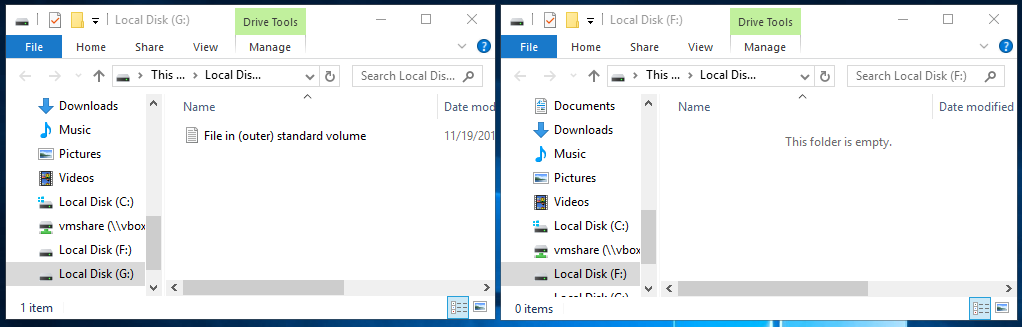 Local Disk (G:)
Drive Tools
File
Home
Share
View
Manage
This ...
Local Dis...
Search Local Dis...
Downloads
Music
Pictures
Videos
Local Disk (C:)
vmshare (\\vbox
Local Disk (F:)
Local Disk (G:)
Name
Date mod
File in (outer) standard volume
11/19/201
1 item
Local Disk (F:)
Drive Tools
File
Home
Share
View
Manage
This ...
Local Dis...
Search Local Disk (F:)
Documents
Downloads
Music
Pictures
Videos
Local Disk (C:)
vmshare (\\vbox
Local Disk (F:)
Local Disk (G:)
Name
Date modified
This folder is empty.
0 items